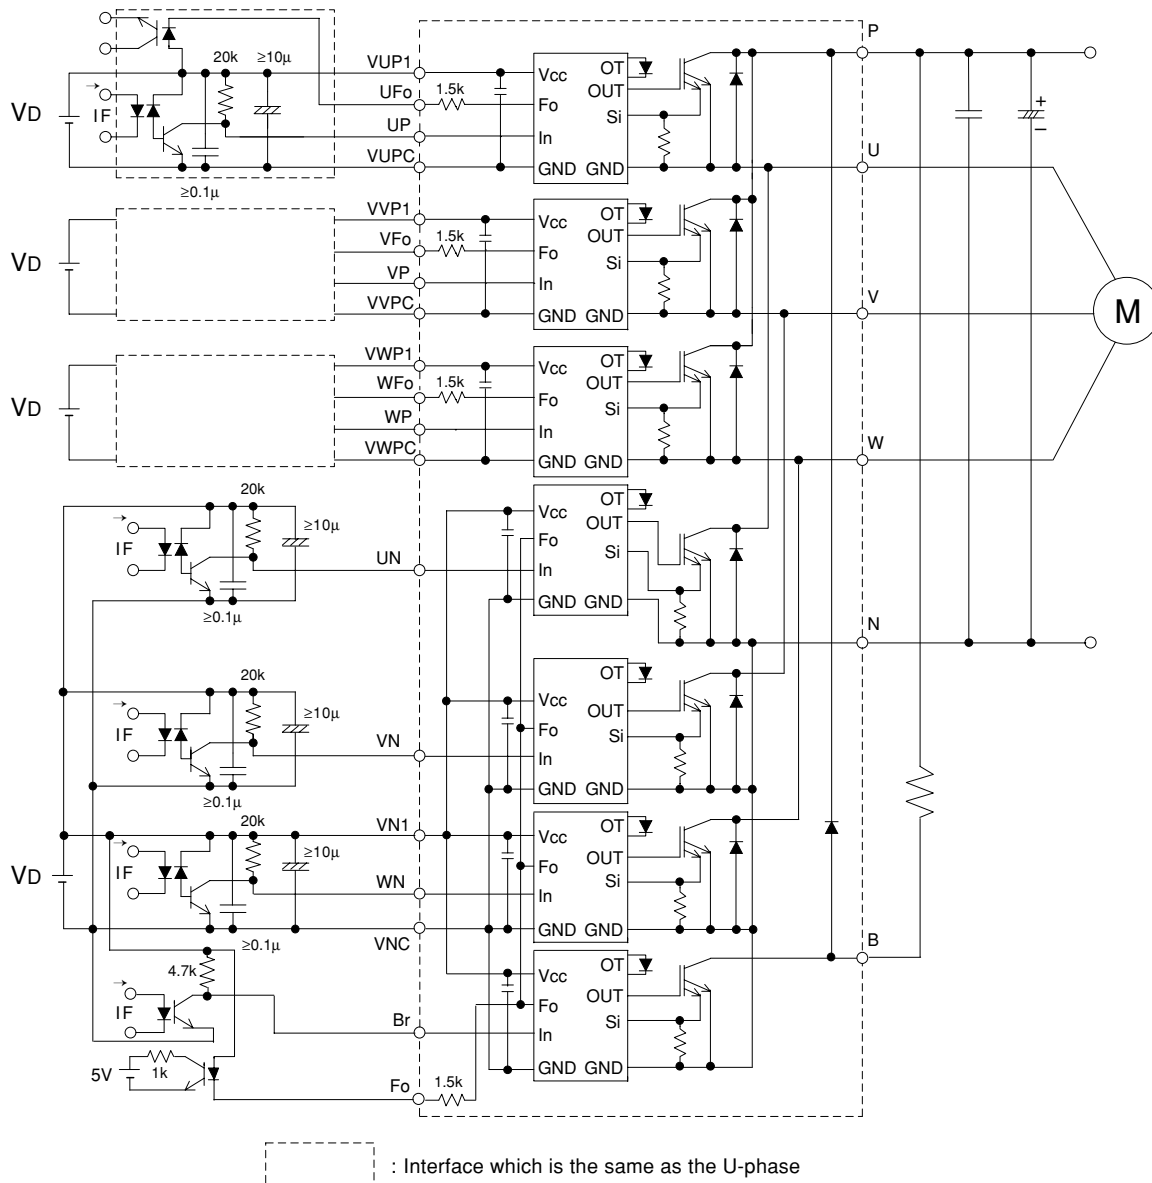 P
20k
≥10µ
VUP1
OT
Vcc
OUT
UFo
1.5k
+
VD
IF
Fo
Si
–
UP
In
VUPC
GND
GND
U
≥0.1µ
VVP1
OT
Vcc
VFo
1.5k
OUT
VD
Fo
Si
VP
In
V
VVPC
GND
GND
M
VWP1
OT
Vcc
WFo
1.5k
OUT
VD
Fo
Si
WP
In
W
VWPC
GND
GND
20k
OT
Vcc
≥10µ
OUT
IF
Fo
Si
UN
In
GND
GND
≥0.1µ
N
OT
20k
Vcc
≥10µ
OUT
IF
Fo
Si
VN
In
GND
GND
≥0.1µ
20k
VN1
OT
Vcc
≥10µ
OUT
IF
Fo
VD
Si
WN
In
GND
GND
≥0.1µ
VNC
B
4.7k
OT
Vcc
OUT
IF
Fo
Si
Br
In
5V
1k
GND
GND
Fo
1.5k
: Interface which is the same as the U-phase